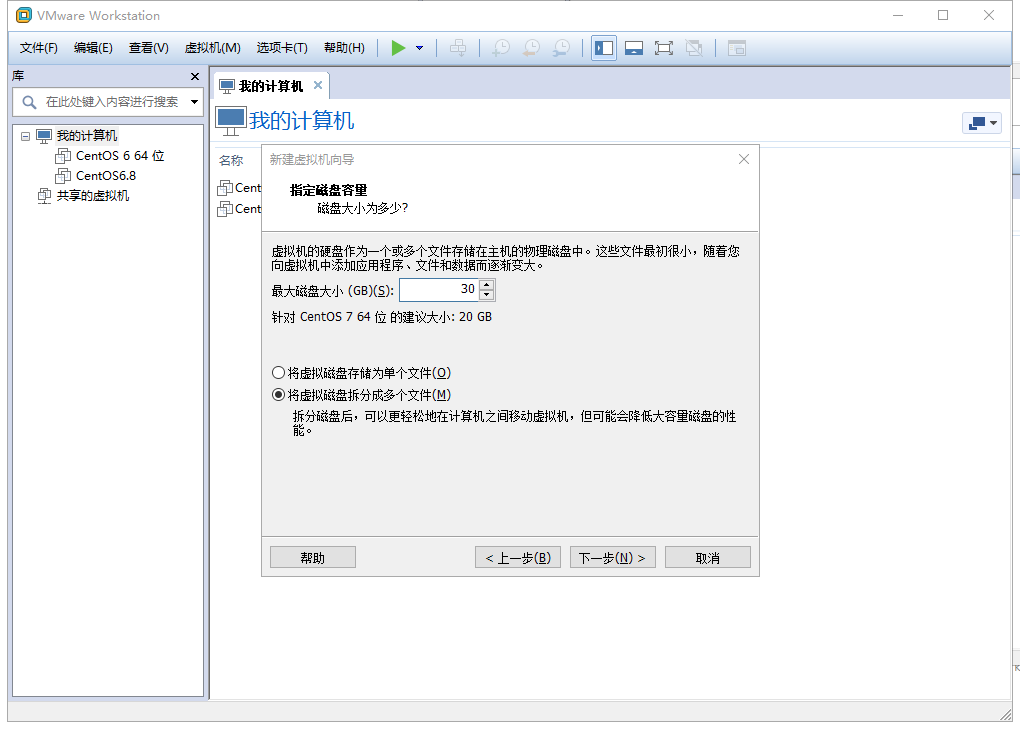 VMware Workstation
文件(F) 编辑(E) 查看(V) 虚拟机(M) 选项卡(T) 帮助(H)
库
在此处键入内容进行搜索
我的计算机
CentOS 6 64 位
CentOS6.8
共享的虚拟机
我的计算机
我的计算机
名称
Cent
Cent
新建虚拟机向导
指定磁盘容量
磁盘大小为多少?
虚拟机的硬盘作为一个或多个文件存储在主机的物理磁盘中。这些文件最初很小，随着您
向虚拟机中添加应用程序、文件和数据而逐渐变大。
最大磁盘大小 (GB)(S): 30
针对 CentOS 7 64 位 的建议大小: 20 GB
将虚拟磁盘存储为单个文件(O)
将虚拟磁盘拆分成多个文件(M)
拆分磁盘后，可以更轻松地在计算机之间移动虚拟机，但可能会降低大容量磁盘的性
能。
帮助 < 上一步(B) 下一步(N) > 取消